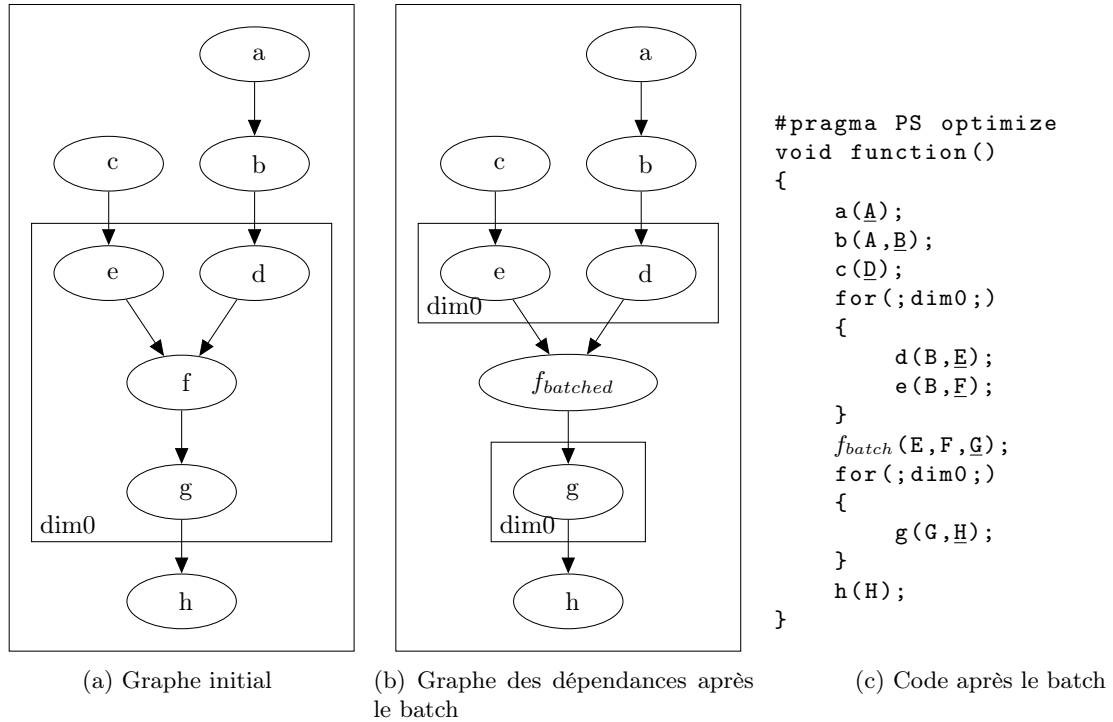 a
c
b
e
d
dim0
f
g
dim0
h
(a) Graphe initial
a
c
b
e
d
dim0
f_batched
g
dim0
h
(b) Graphe des dépendances après
le batch
#pragma PS optimize
void function()
{
a(A);
b(A,B);
c(D);
for(;dim0;)
{
d(B,E);
e(B,F);
}
f_batch(E,F,G);
for(;dim0;)
{
g(G,H);
}
h(H);
}
(c) Code après le batch